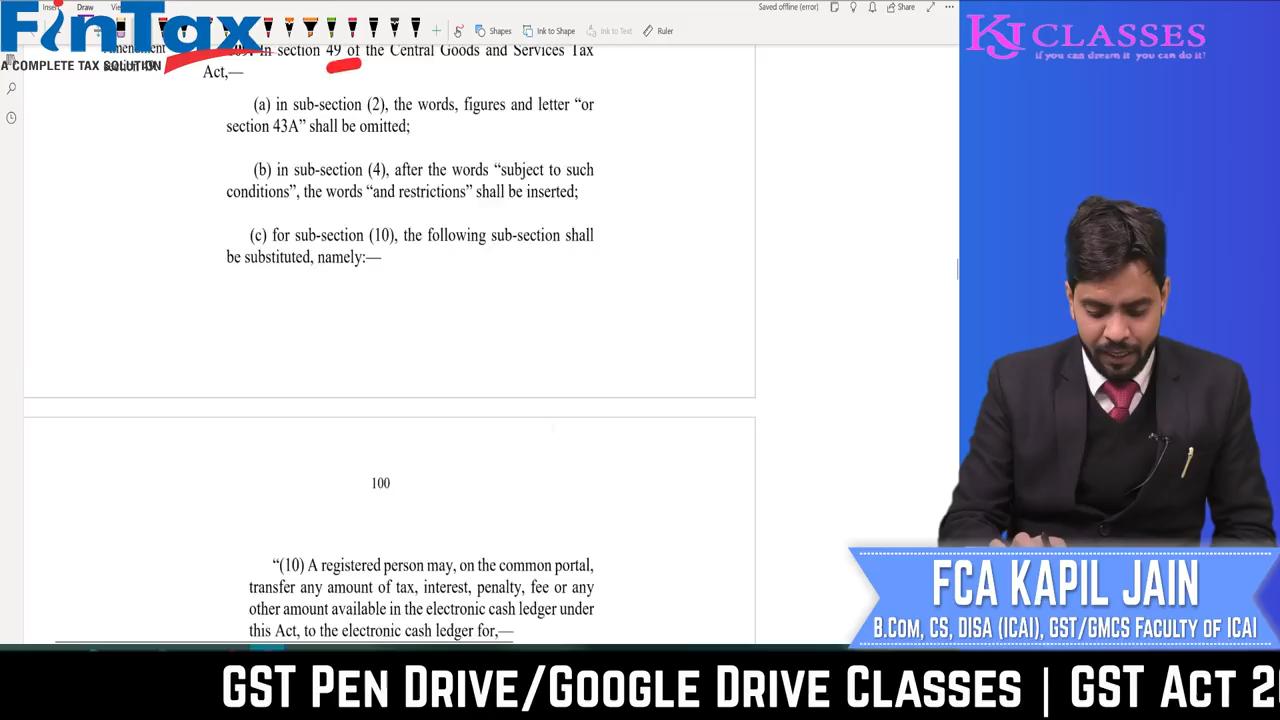 Insert Draw Saved offline (error) Share
Shapes Ink to Shape Ink to Text Ruler
FinTax
A COMPLETE TAX SOLUTION
KJ CLASSES
if you can dream it you can do it?
Amendment
In section 49 of the Central Goods and Services Tax
Act,—
(a) in sub-section (2), the words, figures and letter “or
section 43A” shall be omitted;
(b) in sub-section (4), after the words “subject to such
conditions”, the words “and restrictions” shall be inserted;
(c) for sub-section (10), the following sub-section shall
be substituted, namely:—
100
“(10) A registered person may, on the common portal,
transfer any amount of tax, interest, penalty, fee or any
other amount available in the electronic cash ledger under
this Act, to the electronic cash ledger for,—
FCA KAPIL JAIN
B.Com, CS, DISA (ICAI), GST/GMCS Faculty of ICAI
GST Pen Drive/Google Drive Classes | GST Act 2